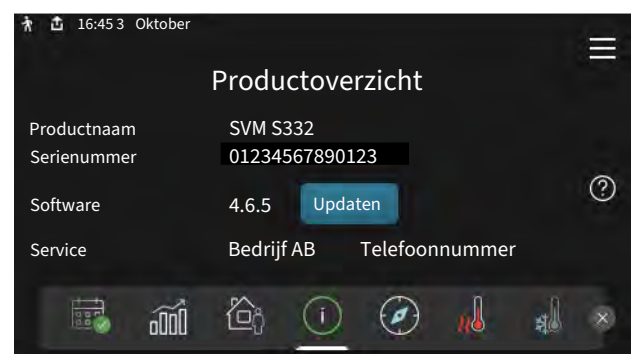 16:45 3 Oktober
Productoverzicht
Productnaam SVM S332
Serienummer 01234567890123
Software 4.6.5 Updaten
Service Bedrijf AB Telefoonnummer